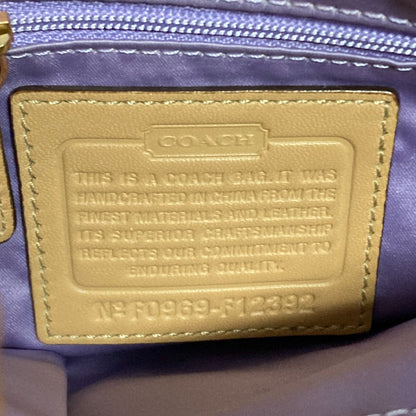 COACH
THIS IS A COACH BAG. IT WAS
HANDCRAFTED IN CHINA FROM THE
FINEST MATERIALS AND LEATHER.
ITS SUPERIOR CRAFTSMANSHIP
REFLECTS OUR COMMITMENT TO
ENDURING QUALITY.
Nº F0969-F12392